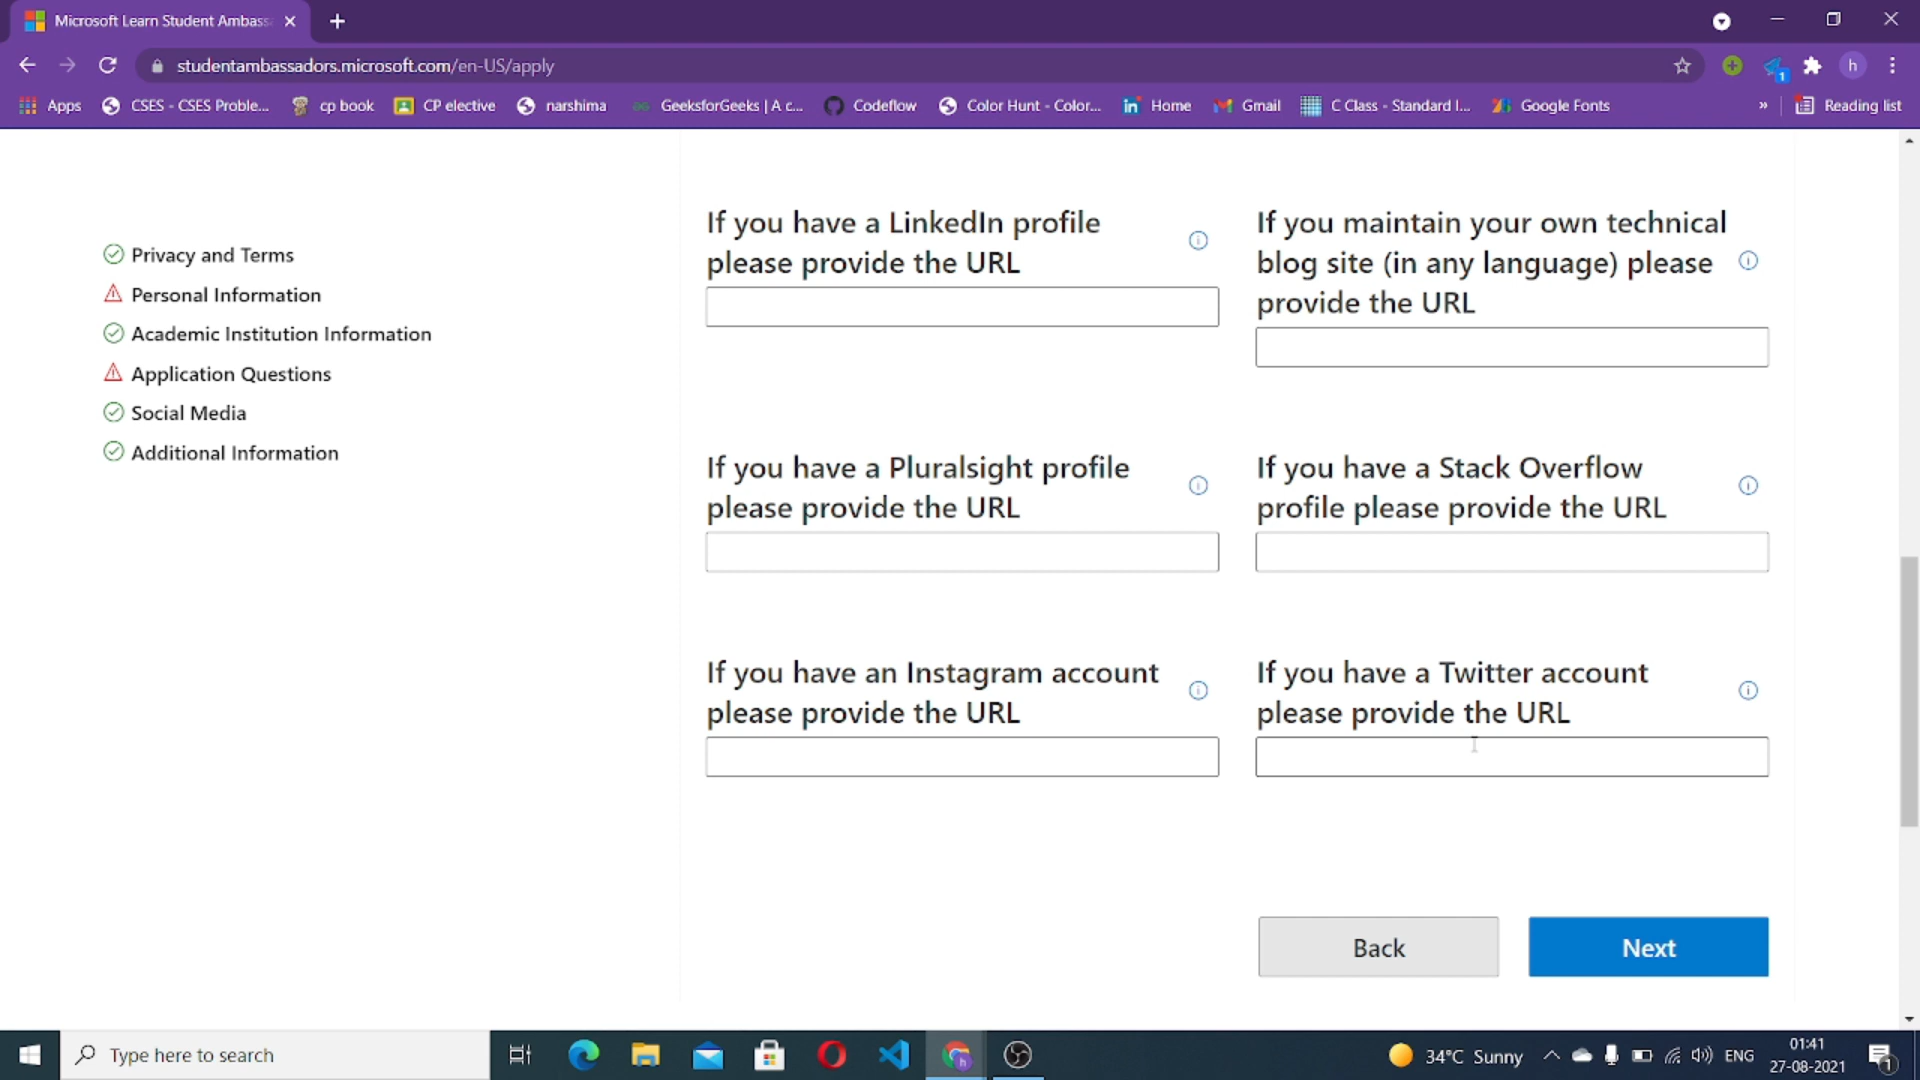 Microsoft Learn Student Ambass
studentambassadors.microsoft.com/en-US/apply
h
1
Apps
CSES - CSES Proble...
cp book
CP elective
narshima
GeeksforGeeks | A c...
Codeflow
Color Hunt - Color...
Home
Gmail
C Class - Standard I...
Google Fonts
»
Reading list
Privacy and Terms
Personal Information
Academic Institution Information
Application Questions
Social Media
Additional Information
If you have a LinkedIn profile
please provide the URL
If you maintain your own technical
blog site (in any language) please
provide the URL
If you have a Pluralsight profile
please provide the URL
If you have a Stack Overflow
profile please provide the URL
If you have an Instagram account
please provide the URL
If you have a Twitter account
please provide the URL
Back
Next
Type here to search
34°C Sunny
ENG
01:41
27-08-2021
1